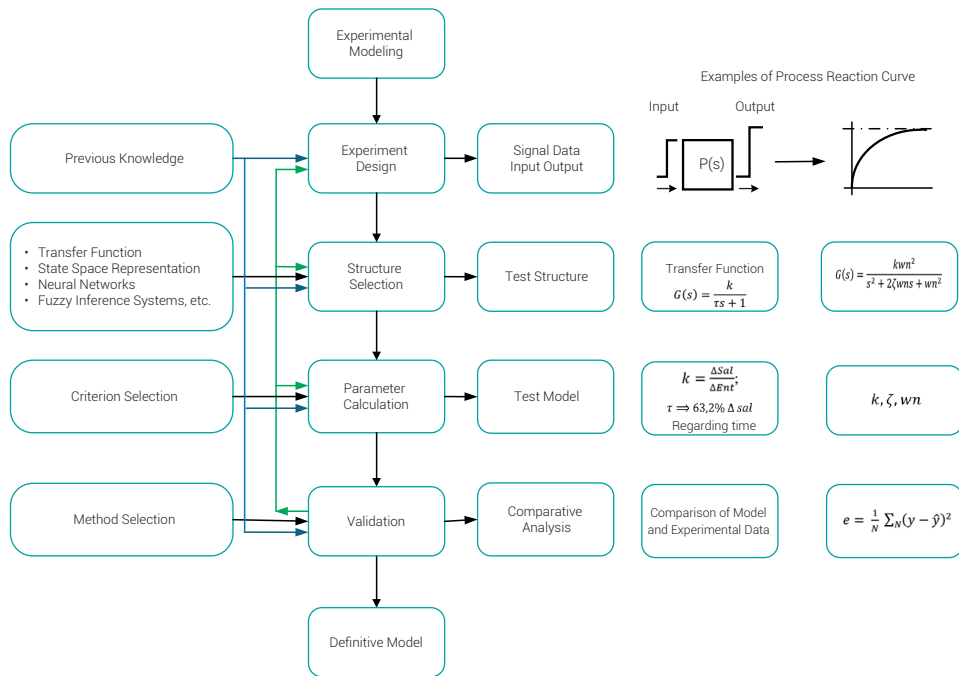 Experimental
Modeling
Examples of Process Reaction Curve
Input
Output
P(s)
Previous Knowledge
Experiment
Design
Signal Data
Input Output
• Transfer Function
• State Space Representation
• Neural Networks
• Fuzzy Inference Systems, etc.
Structure
Selection
Test Structure
Transfer Function
G(s) = k / (τs + 1)
G(s) = kwn² / (s² + 2ζwns + wn²)
Criterion Selection
Parameter
Calculation
Test Model
k = ΔSal / ΔEnt;
τ ⟹ 63,2% Δ sal
Regarding time
k, ζ, wn
Method Selection
Validation
Comparative
Analysis
Comparison of Model
and Experimental Data
e = 1/N ∑N(y − ŷ)²
Definitive Model